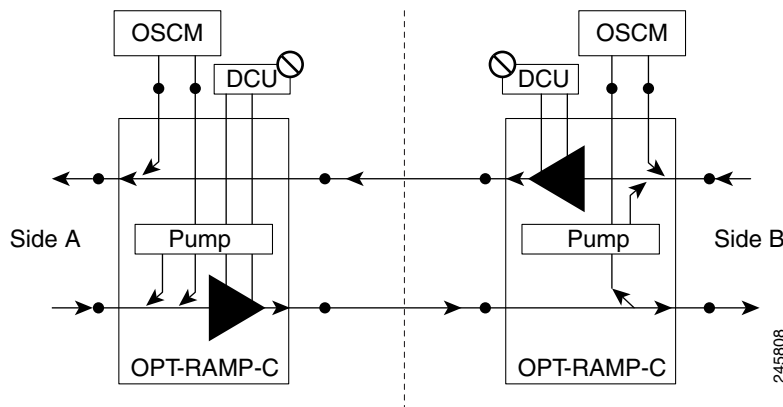 OSCM
OSCM
DCU
DCU
Side A
Pump
Pump
Side B
OPT-RAMP-C
OPT-RAMP-C
245808